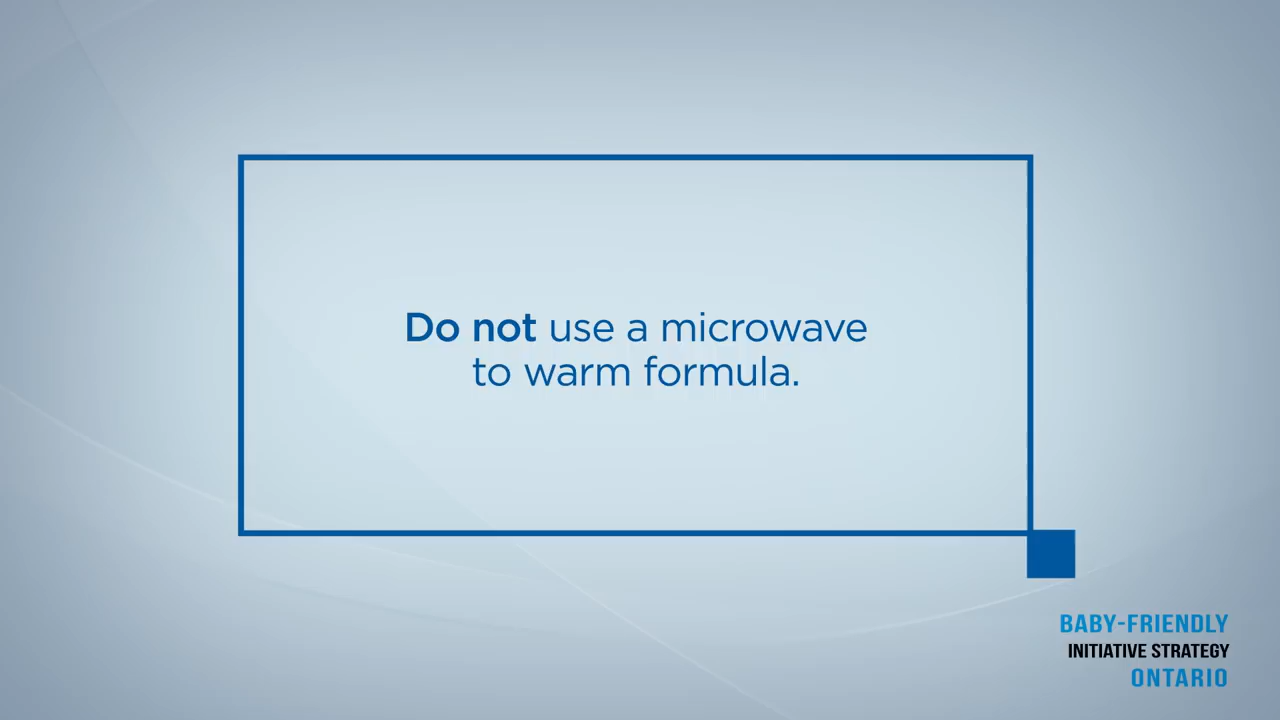 Do not use a microwave
to warm formula.
BABY-FRIENDLY
INITIATIVE STRATEGY
ONTARIO